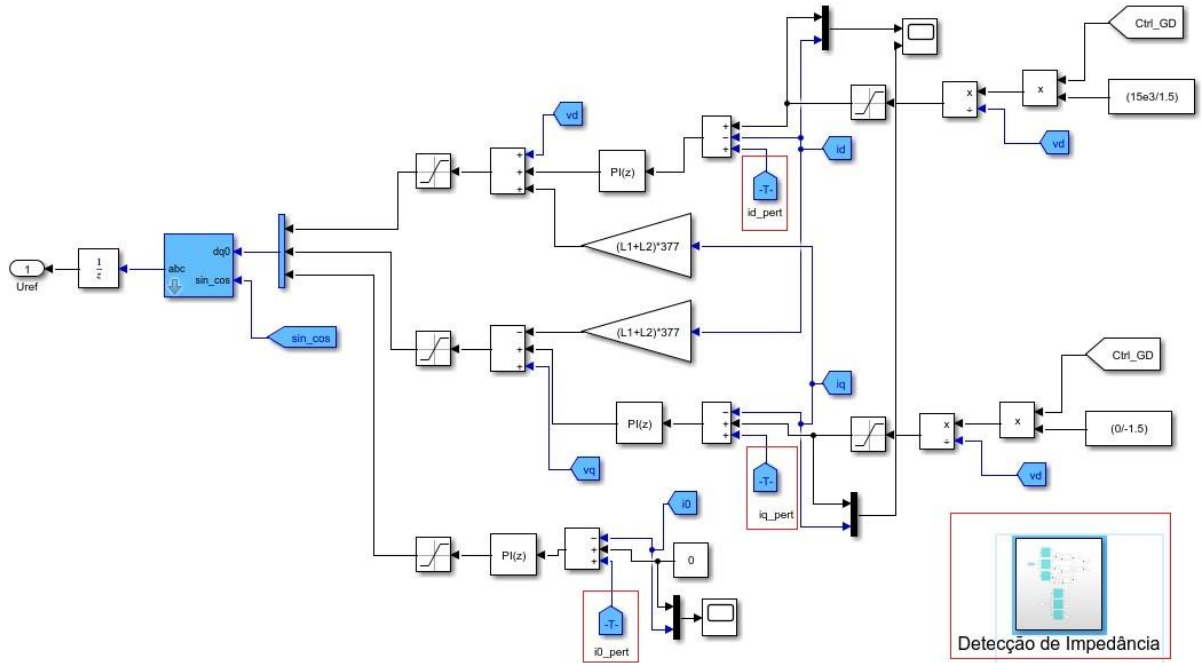 Ctrl_GD
x
÷
x
(15e3/1.5)
vd
+
+
+
PI(z)
+
−
+
id
vd
-T-
id_pert
(L1+L2)*377
dq0
abc
sin_cos
1
z
1
Uref
sin_cos
−
+
+
(L1+L2)*377
Ctrl_GD
iq
PI(z)
−
+
+
x
÷
x
(0/-1.5)
vq
-T-
iq_pert
vd
i0
PI(z)
−
+
+
0
-T-
i0_pert
Detecção de Impedância